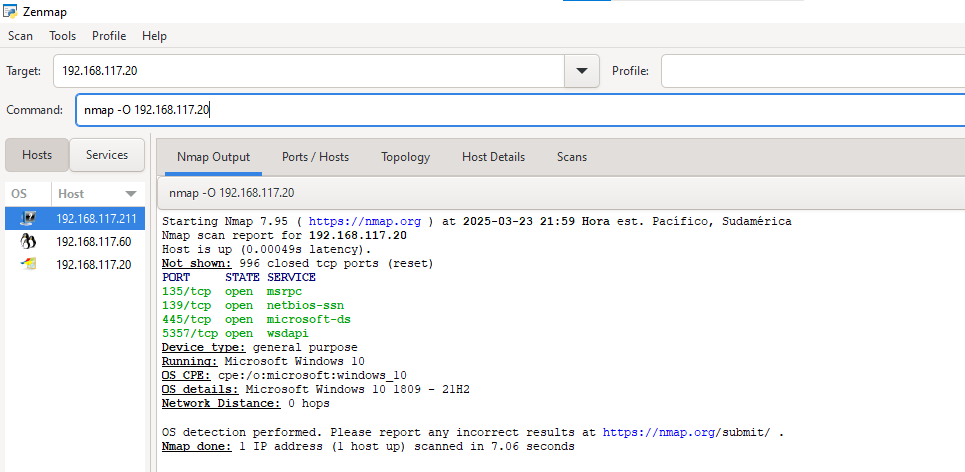 Zenmap
Scan Tools Profile Help
Target: 192.168.117.20 Profile:
Command: nmap -O 192.168.117.20
Hosts Services
Nmap Output Ports / Hosts Topology Host Details Scans
OS Host
nmap -O 192.168.117.20
192.168.117.211
192.168.117.60
192.168.117.20
Starting Nmap 7.95 ( https://nmap.org ) at 2025-03-23 21:59 Hora est. Pacífico, Sudamérica
Nmap scan report for 192.168.117.20
Host is up (0.00049s latency).
Not shown: 996 closed tcp ports (reset)
PORT STATE SERVICE
135/tcp open msrpc
139/tcp open netbios-ssn
445/tcp open microsoft-ds
5357/tcp open wsdapi
Device type: general purpose
Running: Microsoft Windows 10
OS CPE: cpe:/o:microsoft:windows_10
OS details: Microsoft Windows 10 1809 - 21H2
Network Distance: 0 hops
OS detection performed. Please report any incorrect results at https://nmap.org/submit/ .
Nmap done: 1 IP address (1 host up) scanned in 7.06 seconds